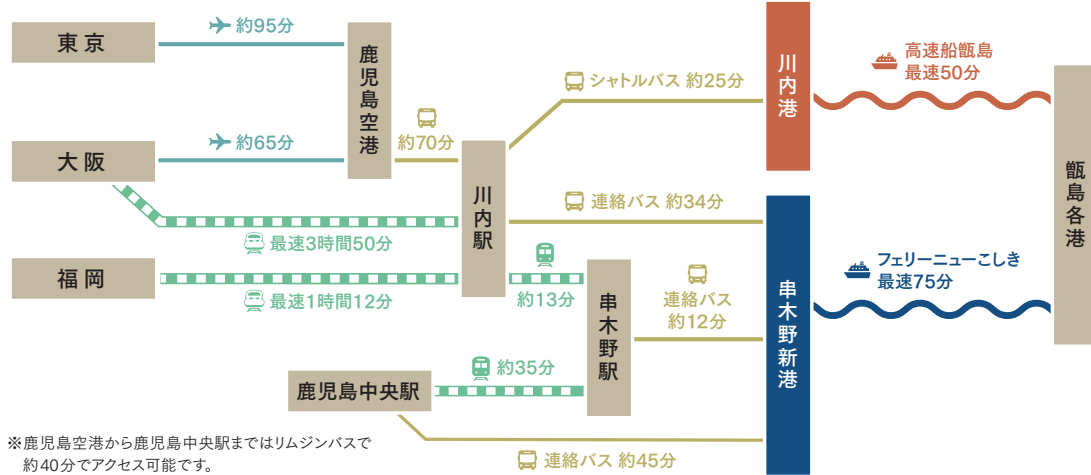 東京
約95分
鹿児島空港
大阪
約65分
約70分
最速3時間50分
福岡
最速1時間12分
川内駅
シャトルバス 約25分
川内港
高速船甑島
最速50分
甑島各港
連絡バス 約34分
約13分
串木野駅
連絡バス
約12分
串木野新港
フェリーニューこしき
最速75分
鹿児島中央駅
約35分
連絡バス 約45分
※鹿児島空港から鹿児島中央駅まではリムジンバスで
約40分でアクセス可能です。